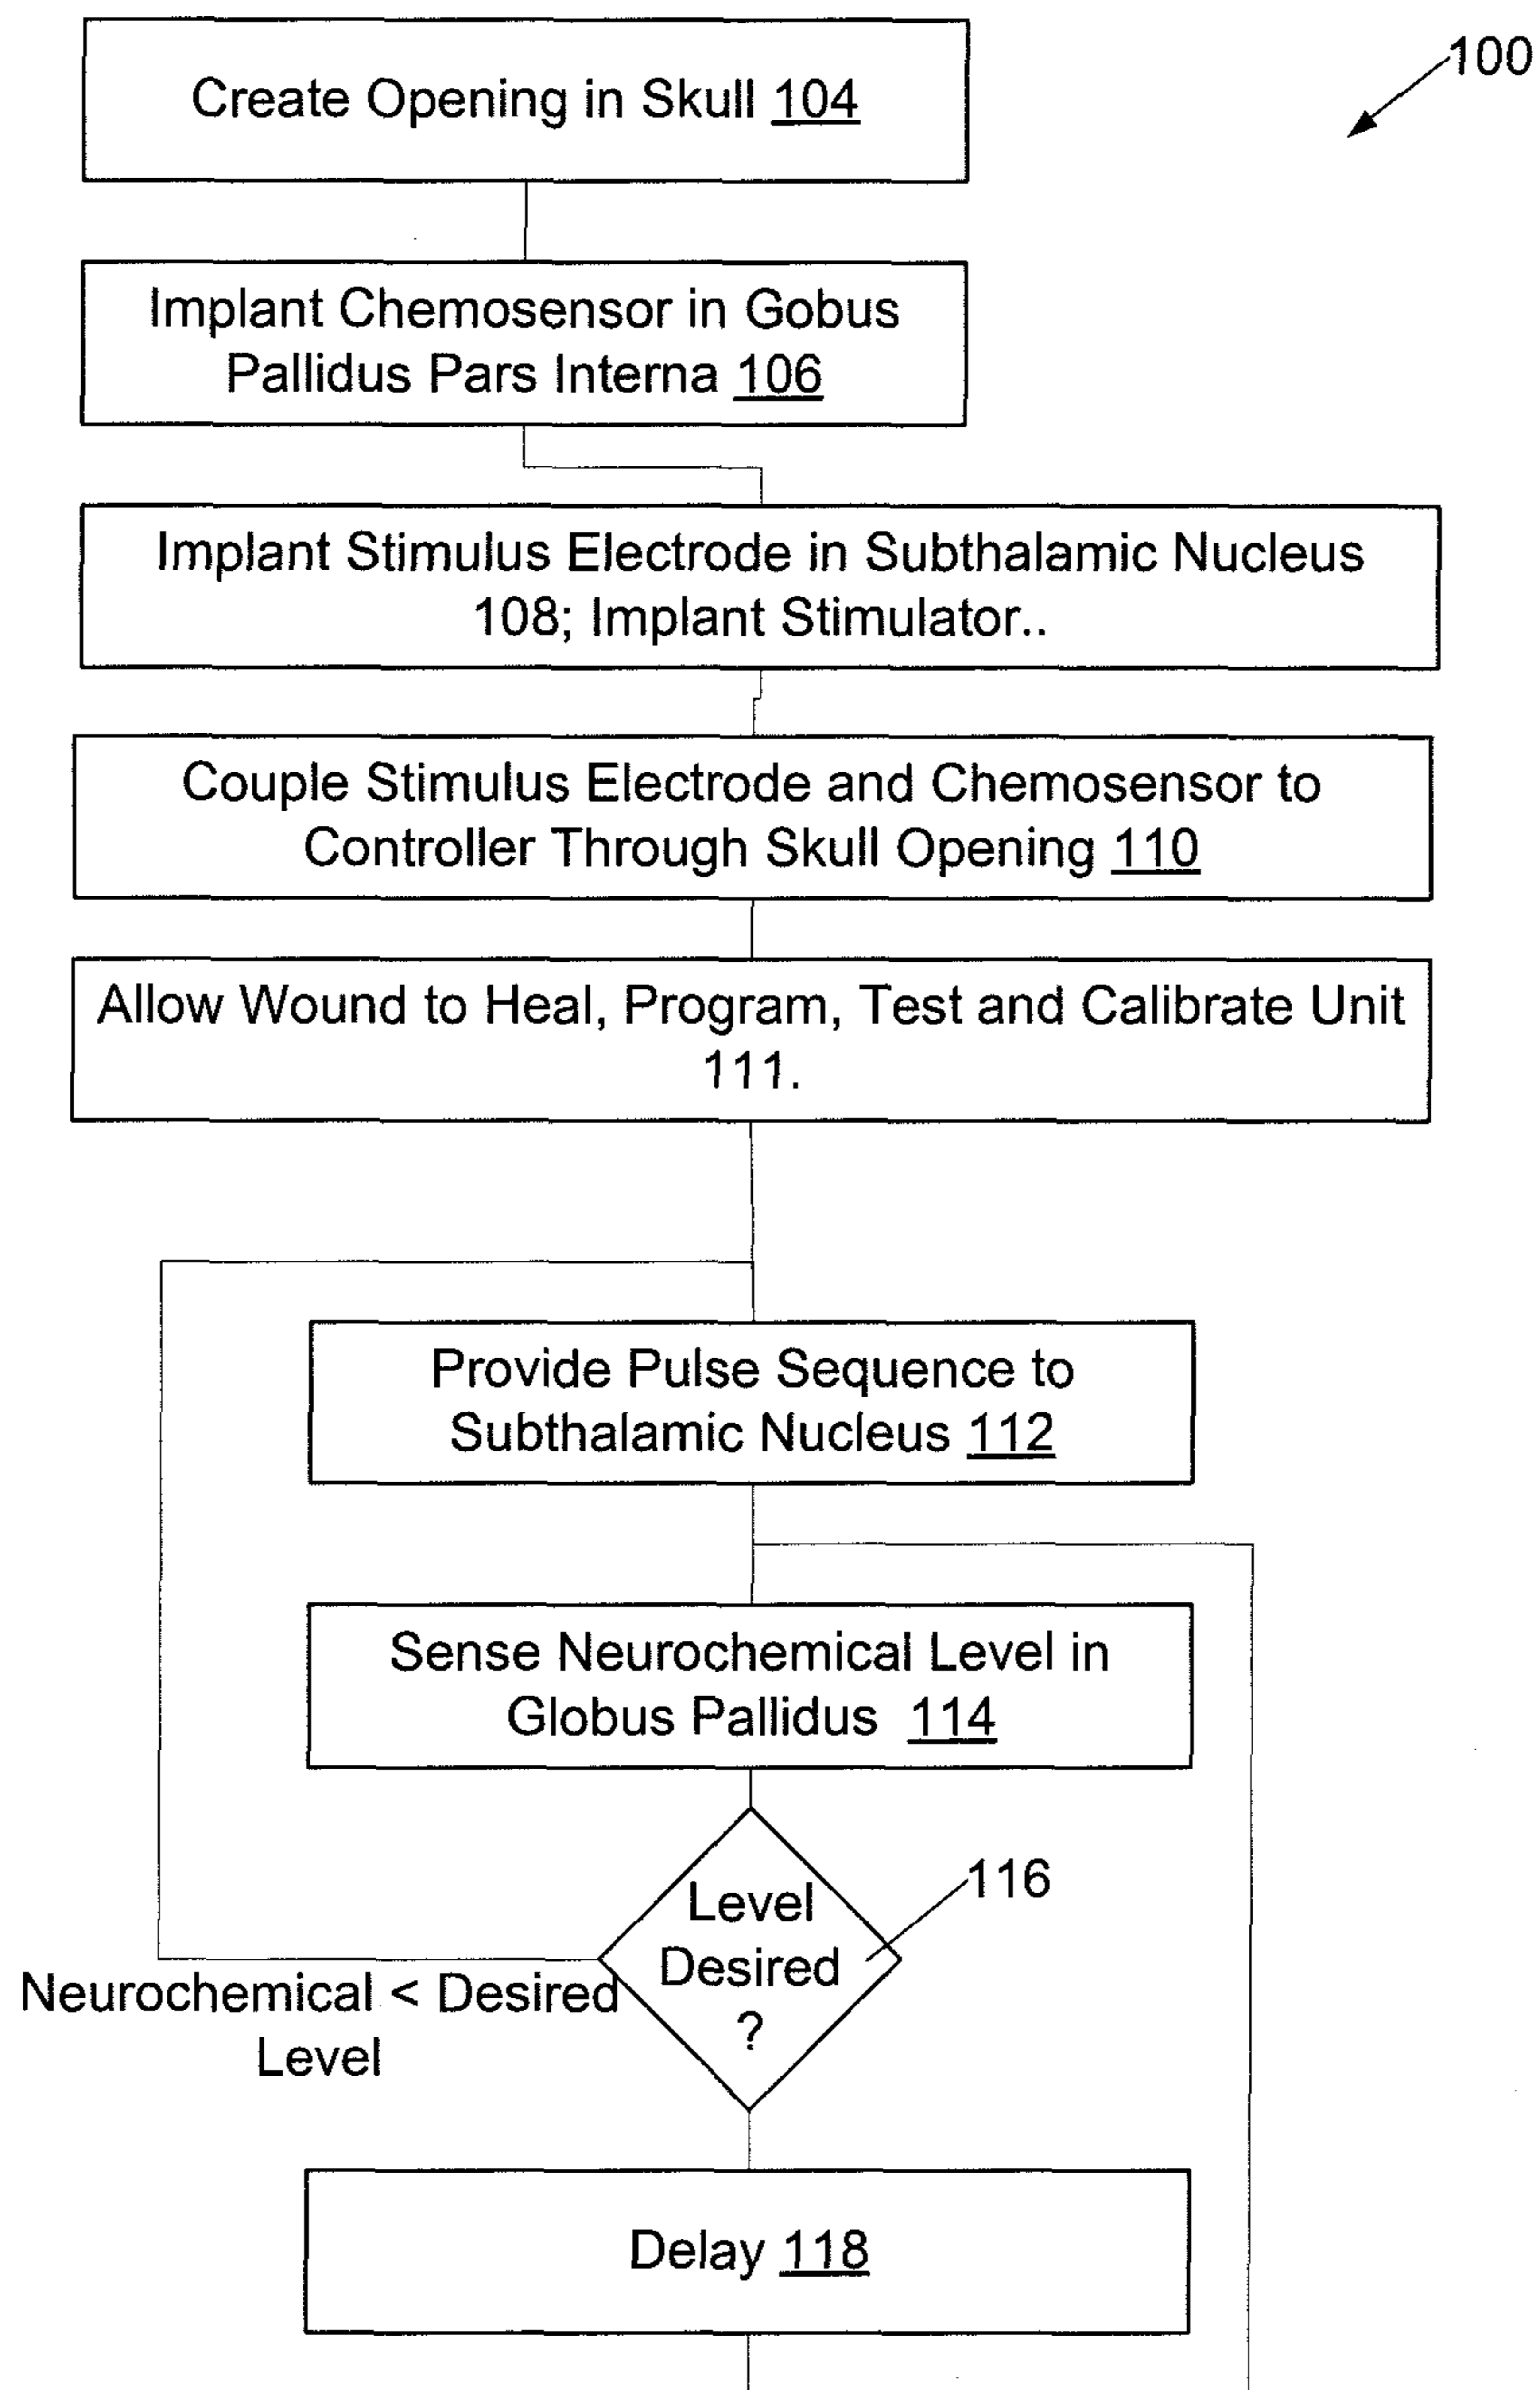 100
Create Opening in Skull 104
Implant Chemosensor in Gobus
Pallidus Pars Interna 106
Implant Stimulus Electrode in Subthalamic Nucleus
108; Implant Stimulator..
Couple Stimulus Electrode and Chemosensor to
Controller Through Skull Opening 110
Allow Wound to Heal, Program, Test and Calibrate Unit
111.
Provide Pulse Sequence to
Subthalamic Nucleus 112
Sense Neurochemical Level in
Globus Pallidus 114
116
Level
Desired
?
Neurochemical < Desired
Level
Delay 118